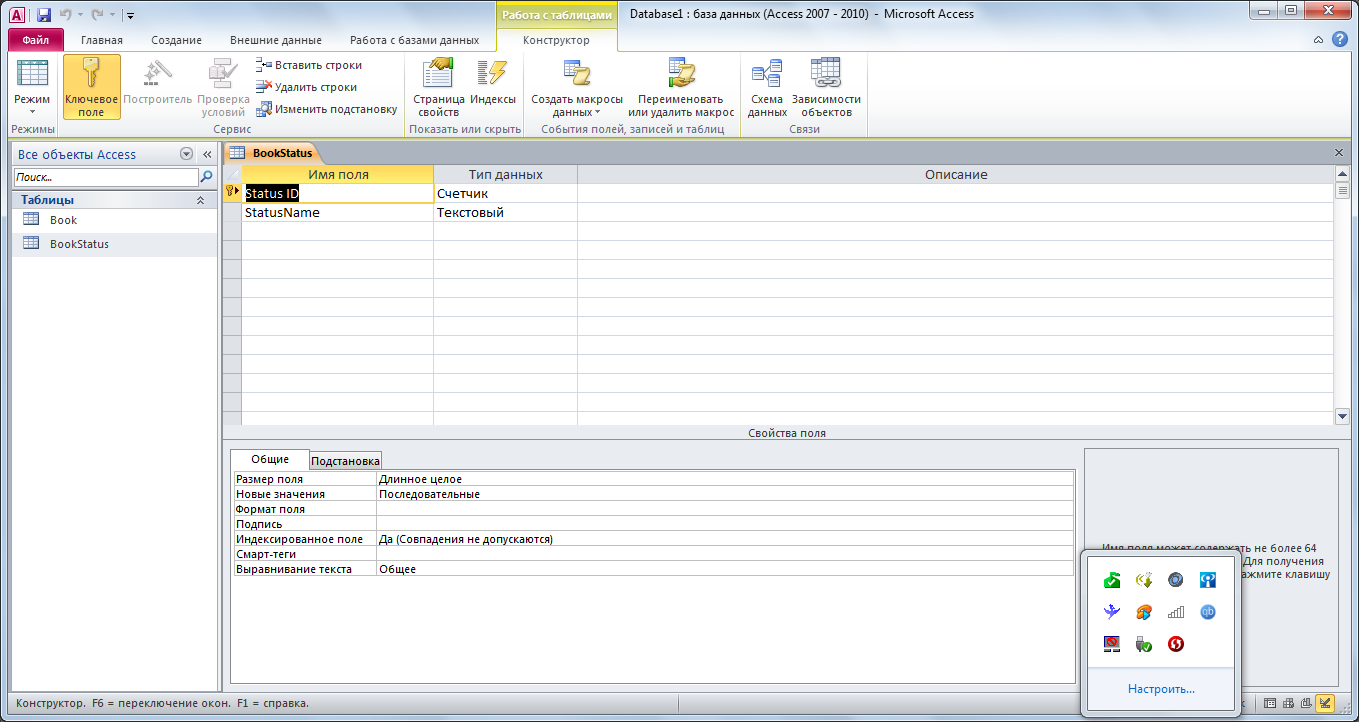 Работа с таблицами
Database1 : база данных (Access 2007 - 2010) - Microsoft Access
Файл
Главная
Создание
Внешние данные
Работа с базами данных
Конструктор
Режим
Ключевое поле
Построитель
Проверка условий
Вставить строки
Удалить строки
Изменить подстановку
Страница свойств
Индексы
Создать макросы данных
Переименовать или удалить макрос
Схема данных
Зависимости объектов
Режимы
Сервис
Показать или скрыть
События полей, записей и таблиц
Связи
Все объекты Access
Поиск...
Таблицы
Book
BookStatus
BookStatus
Имя поля Тип данных Описание
Status ID Счетчик
StatusName Текстовый
Свойства поля
Общие Подстановка
Размер поля Длинное целое
Новые значения Последовательные
Формат поля
Подпись
Индексированное поле Да (Совпадения не допускаются)
Смарт-теги
Выравнивание текста Общее
Имя поля может содержать не более 64
Для получения
ажмите клавишу
qb
Настроить...
Конструктор. F6 = переключение окон. F1 = справка.